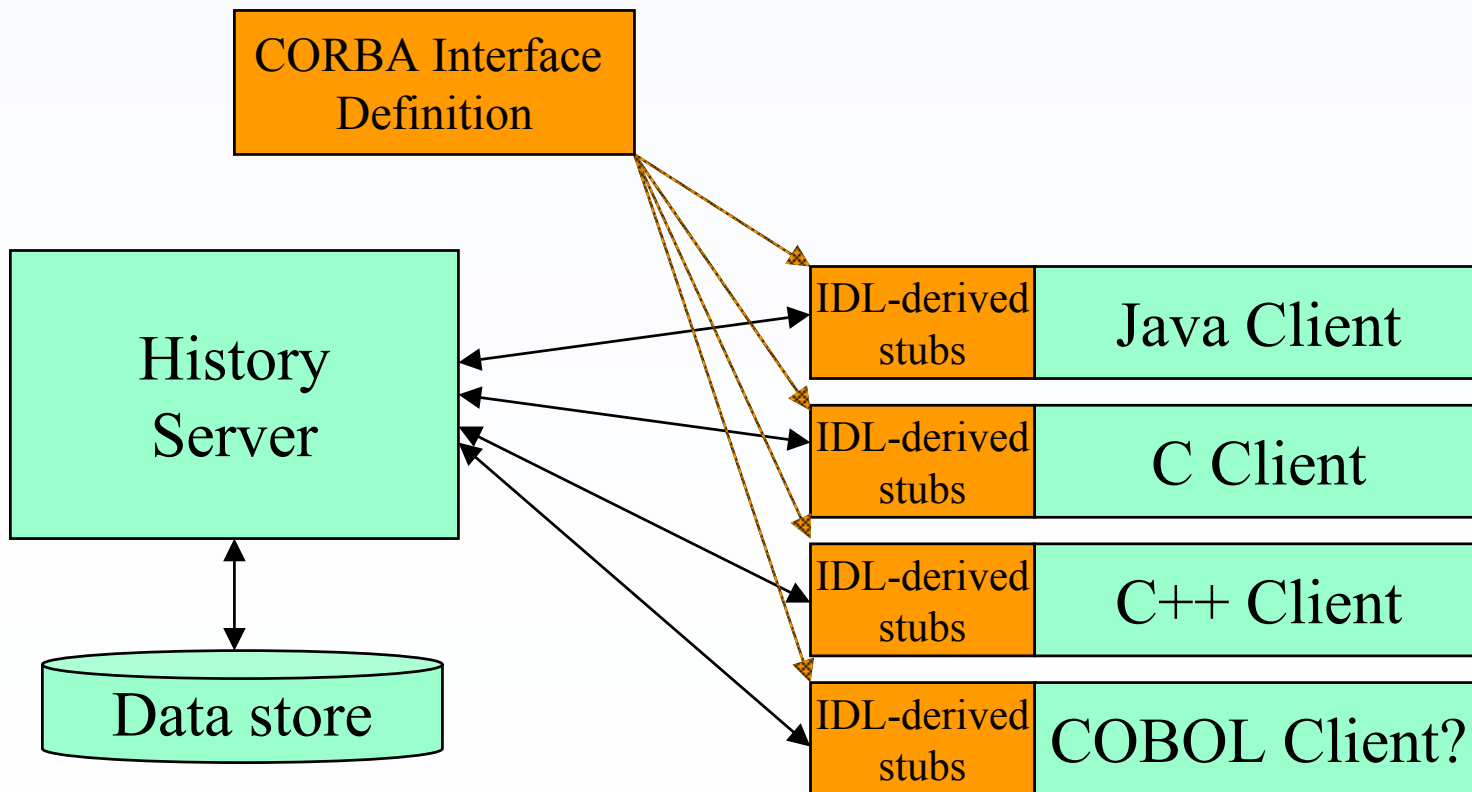 CORBA Interface
Definition
History
Server
Data store
IDL-derived
stubs
Java Client
IDL-derived
stubs
C Client
IDL-derived
stubs
C++ Client
IDL-derived
stubs
COBOL Client?